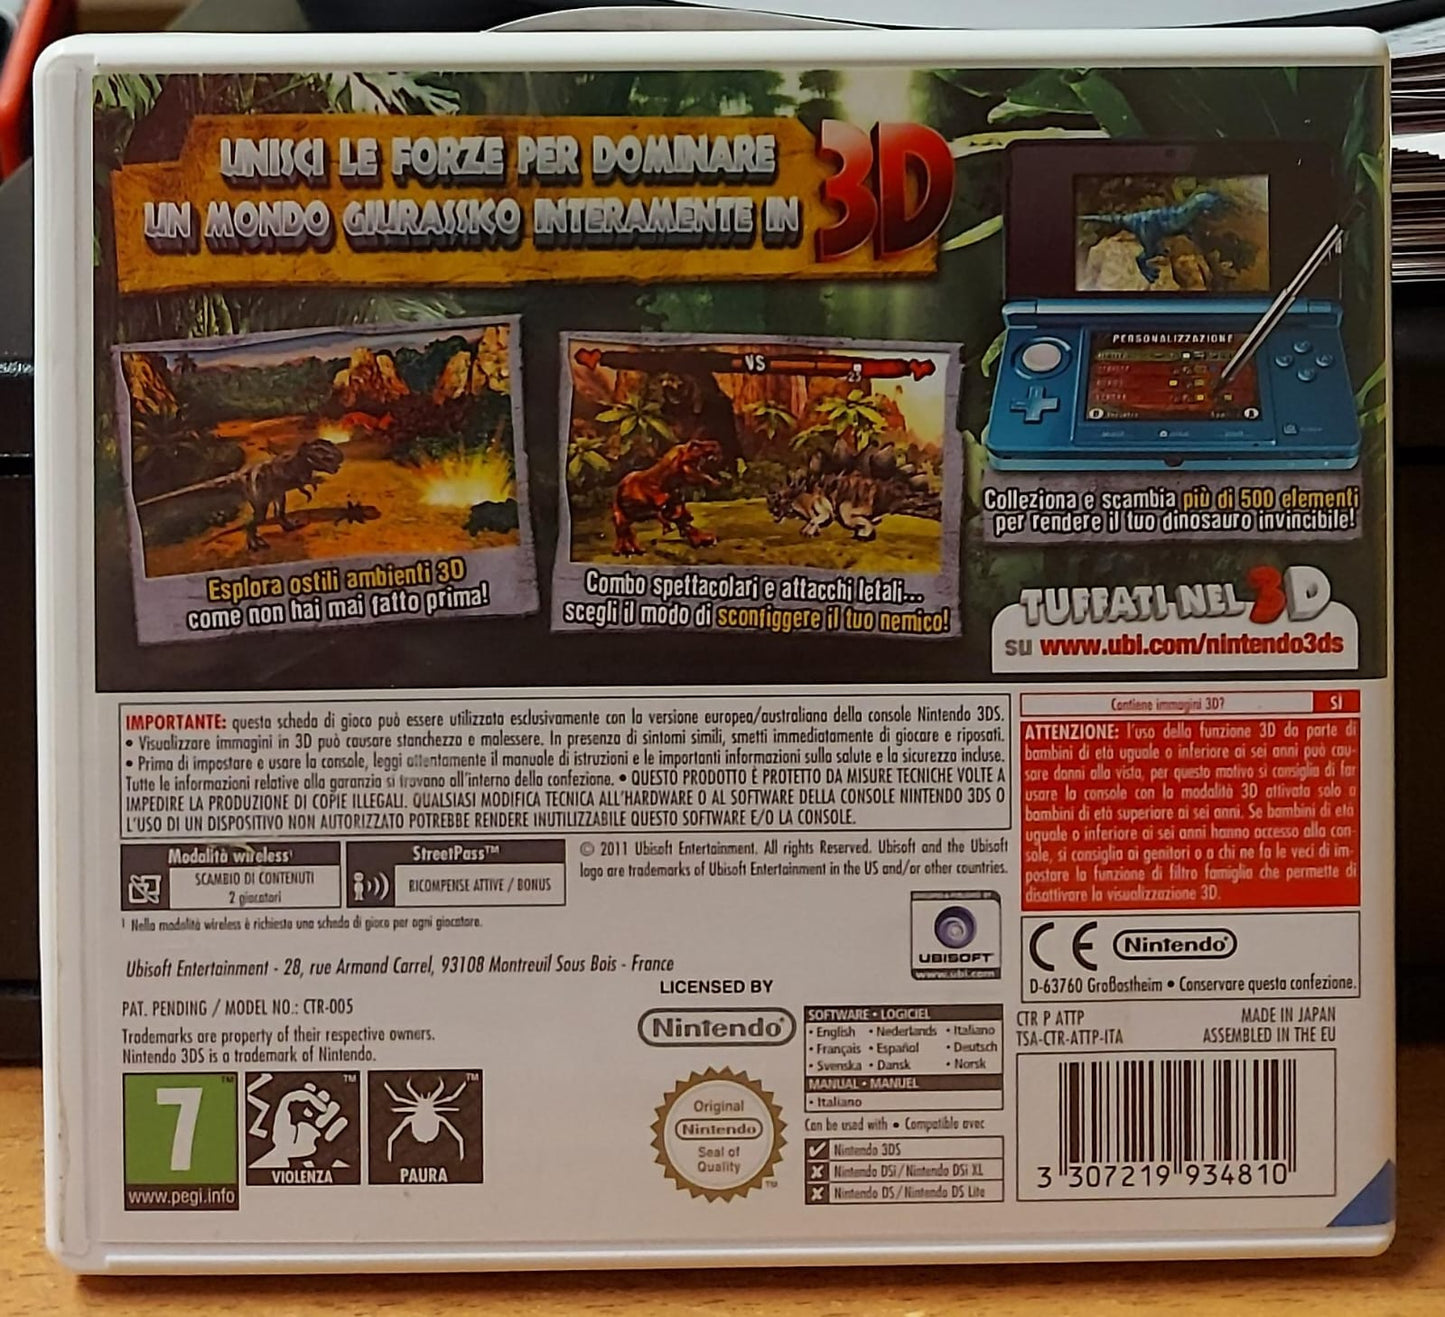 UNISCI LE FORZE PER DOMINARE
UN MONDO GIURASSICO INTERAMENTE IN 3D
VS
PERSONALIZZAZIONE
Esplora ostili ambienti 3D
come non hai mai fatto prima!
Combo spettacolari e attacchi letali...
scegli il modo di sconfiggere il tuo nemico!
Colleziona e scambia più di 500 elementi
per rendere il tuo dinosauro invincibile!
TUFFATI NEL 3D
su www.ubi.com/nintendo3ds
IMPORTANTE: questa scheda di gioco può essere utilizzata esclusivamente con la versione europea/australiana della console Nintendo 3DS.
• Visualizzare immagini in 3D può causare stanchezza e malessere. In presenza di sintomi simili, smetti immediatamente di giocare e riposati.
• Prima di impostare e usare la console, leggi attentamente il manuale di istruzioni e le importanti informazioni sulla salute e la sicurezza incluse.
Tutte le informazioni relative alla garanzia si trovano all'interno della confezione. • QUESTO PRODOTTO È PROTETTO DA MISURE TECNICHE VOLTE A
IMPEDIRE LA PRODUZIONE DI COPIE ILLEGALI. QUALSIASI MODIFICA TECNICA ALL'HARDWARE O AL SOFTWARE DELLA CONSOLE NINTENDO 3DS O
L'USO DI UN DISPOSITIVO NON AUTORIZZATO POTREBBE RENDERE INUTILIZZABILE QUESTO SOFTWARE E/O LA CONSOLE.
Contiene immagini 3D? SÌ
ATTENZIONE: l'uso della funzione 3D da parte di
bambini di età uguale o inferiore ai sei anni può cau-
sare danni alla vista, per questo motivo si consiglia di far
usare la console con la modalità 3D attivata solo a
bambini di età superiore ai sei anni. Se bambini di età
uguale o inferiore ai sei anni hanno accesso alla con-
sole, si consiglia ai genitori o a chi ne fa le veci di im-
postare la funzione di filtro famiglia che permette di
disattivare la visualizzazione 3D.
Modalità wireless¹
SCAMBIO DI CONTENUTI
2 giocatori
StreetPass™
RICOMPENSE ATTIVE / BONUS
© 2011 Ubisoft Entertainment. All rights Reserved. Ubisoft and the Ubisoft
logo are trademarks of Ubisoft Entertainment in the US and/or other countries.
¹ Nella modalità wireless è richiesta una scheda di gioco per ogni giocatore.
UBISOFT
www.ubi.com
CE Nintendo®
D-63760 Großostheim • Conservare questa confezione.
Ubisoft Entertainment - 28, rue Armand Carrel, 93108 Montreuil Sous Bois - France
PAT. PENDING / MODEL NO.: CTR-005
Trademarks are property of their respective owners.
Nintendo 3DS is a trademark of Nintendo.
LICENSED BY
Nintendo®
SOFTWARE • LOGICIEL
• English • Nederlands • Italiano
• Français • Español • Deutsch
• Svenska • Dansk • Norsk
MANUAL • MANUEL
• Italiano
Can be used with • Compatible avec
Nintendo 3DS
Nintendo DSi/Nintendo DSi XL
Nintendo DS/Nintendo DS Lite
CTR P ATTP
TSA-CTR-ATTP-ITA
MADE IN JAPAN
ASSEMBLED IN THE EU
7
™
www.pegi.info
™
VIOLENZA
™
PAURA
Original
Nintendo
Seal of
Quality
™
3 307219 934810